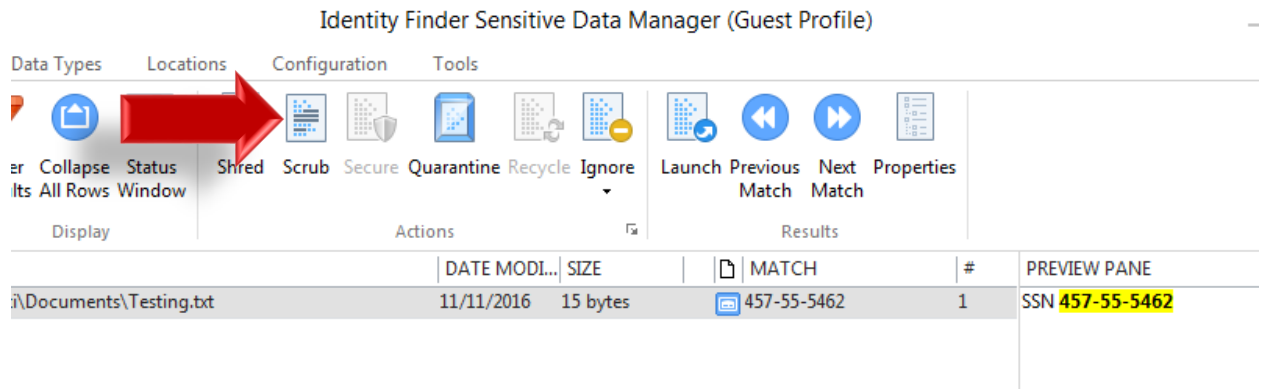 Identity Finder Sensitive Data Manager (Guest Profile)
Data Types Locations Configuration Tools
er Collapse Status Shred Scrub Secure Quarantine Recycle Ignore Launch Previous Next Properties
lts All Rows Window Match Match
Display Actions Results
DATE MODI... SIZE MATCH # PREVIEW PANE
i\Documents\Testing.txt 11/11/2016 15 bytes 457-55-5462 1 SSN 457-55-5462